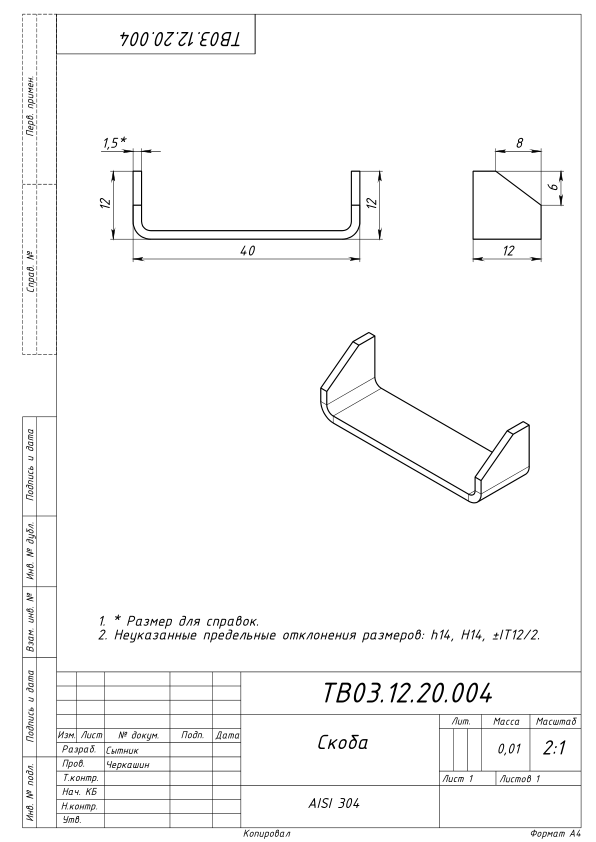 ТВ03.12.20.004
Перв. примен.
Справ. №
Подпись и дата
Инв. № дубл.
Взам. инв. №
Подпись и дата
Инв. № подл.
1,5*
12
12
40
8
6
12
1. * Размер для справок.
2. Неуказанные предельные отклонения размеров: h14, H14, ±IT12/2.
ТВ03.12.20.004
Изм. Лист № докум. Подп. Дата
Разраб. Сытник
Пров. Черкашин
Т.контр.
Нач. КБ
Н.контр.
Утв.
Скоба
Лит. Масса Масштаб
0,01 2:1
Лист 1 Листов 1
AISI 304
Копировал Формат A4